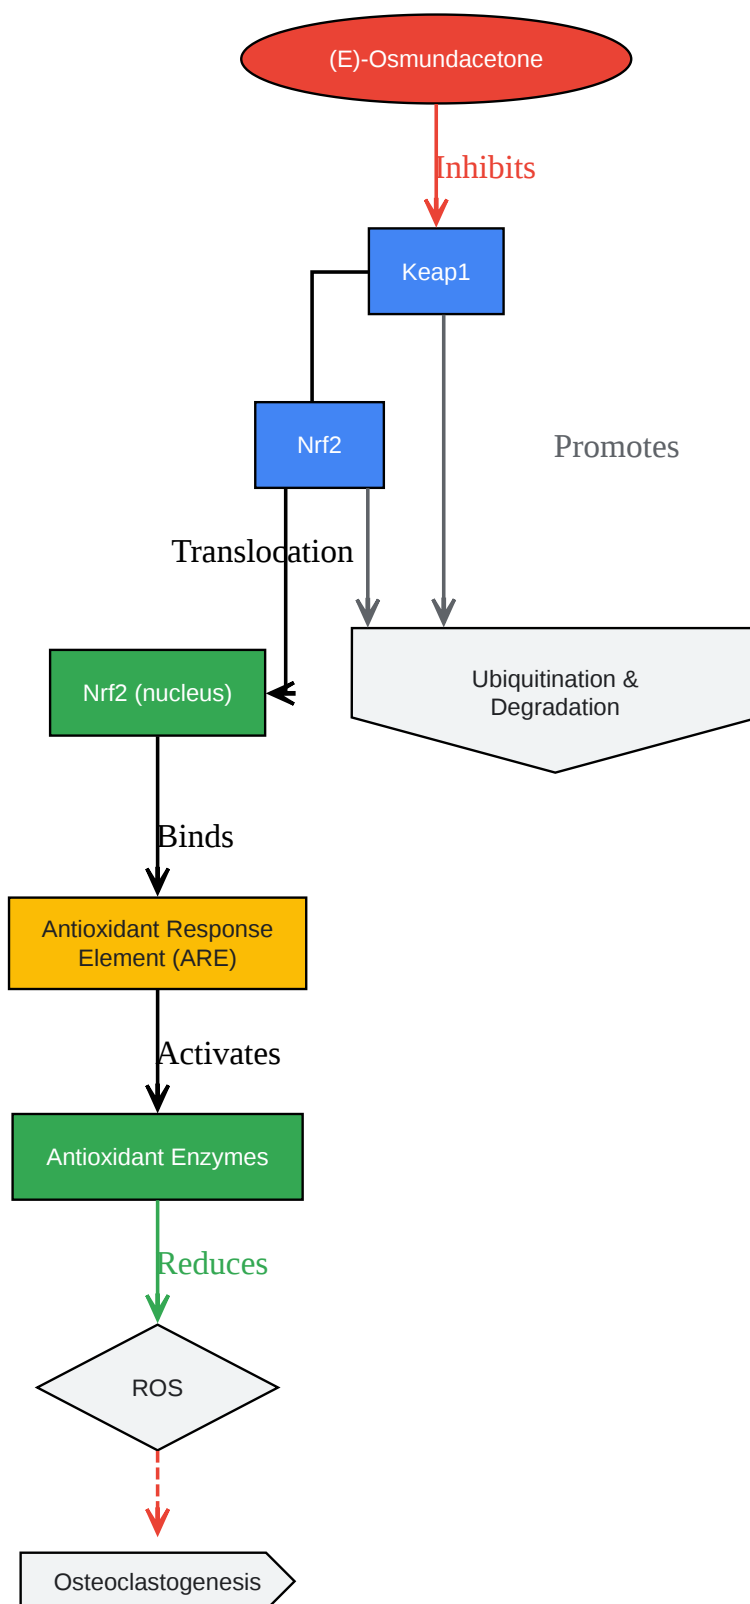 (E)-Osmundacetone
Inhibits
Keap1
Nrf2
Promotes
Translocation
Nrf2 (nucleus)
Ubiquitination &
Degradation
Binds
Antioxidant Response
Element (ARE)
Activates
Antioxidant Enzymes
Reduces
ROS
Osteoclastogenesis